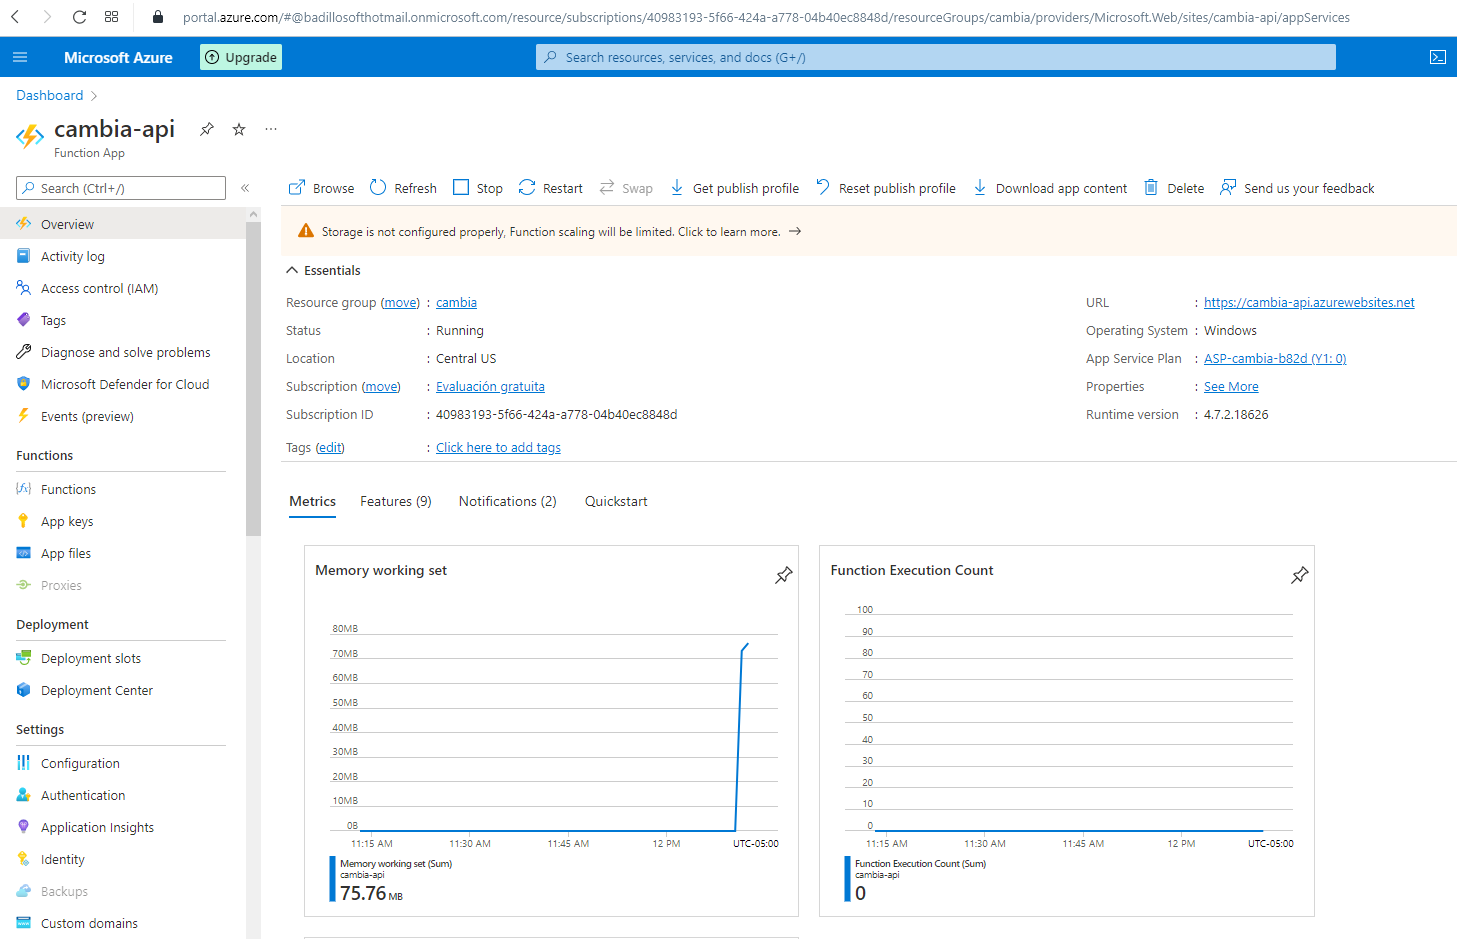 portal.azure.com/#@badillosofthotmail.onmicrosoft.com/resource/subscriptions/40983193-5f66-424a-a778-04b40ec8848d/resourceGroups/cambia/providers/Microsoft.Web/sites/cambia-api/appServices
Microsoft Azure
Upgrade
Search resources, services, and docs (G+/)
Dashboard
cambia-api
Function App
Search (Ctrl+/)
Overview
Activity log
Access control (IAM)
Tags
Diagnose and solve problems
Microsoft Defender for Cloud
Events (preview)
Functions
Functions
App keys
App files
Proxies
Deployment
Deployment slots
Deployment Center
Settings
Configuration
Authentication
Application Insights
Identity
Backups
Custom domains
Browse
Refresh
Stop
Restart
Swap
Get publish profile
Reset publish profile
Download app content
Delete
Send us your feedback
Storage is not configured properly, Function scaling will be limited. Click to learn more. →
Essentials
Resource group (move) : cambia
Status : Running
Location : Central US
Subscription (move) : Evaluación gratuita
Subscription ID : 40983193-5f66-424a-a778-04b40ec8848d
Tags (edit) : Click here to add tags
URL : https://cambia-api.azurewebsites.net
Operating System : Windows
App Service Plan : ASP-cambia-b82d (Y1: 0)
Properties : See More
Runtime version : 4.7.2.18626
Metrics
Features (9)
Notifications (2)
Quickstart
Memory working set
80MB
70MB
60MB
50MB
40MB
30MB
20MB
10MB
0B
11:15 AM 11:30 AM 11:45 AM 12 PM UTC-05:00
Memory working set (Sum)
cambia-api
75.76 MB
Function Execution Count
100
90
80
70
60
50
40
30
20
10
0
11:15 AM 11:30 AM 11:45 AM 12 PM UTC-05:00
Function Execution Count (Sum)
cambia-api
0